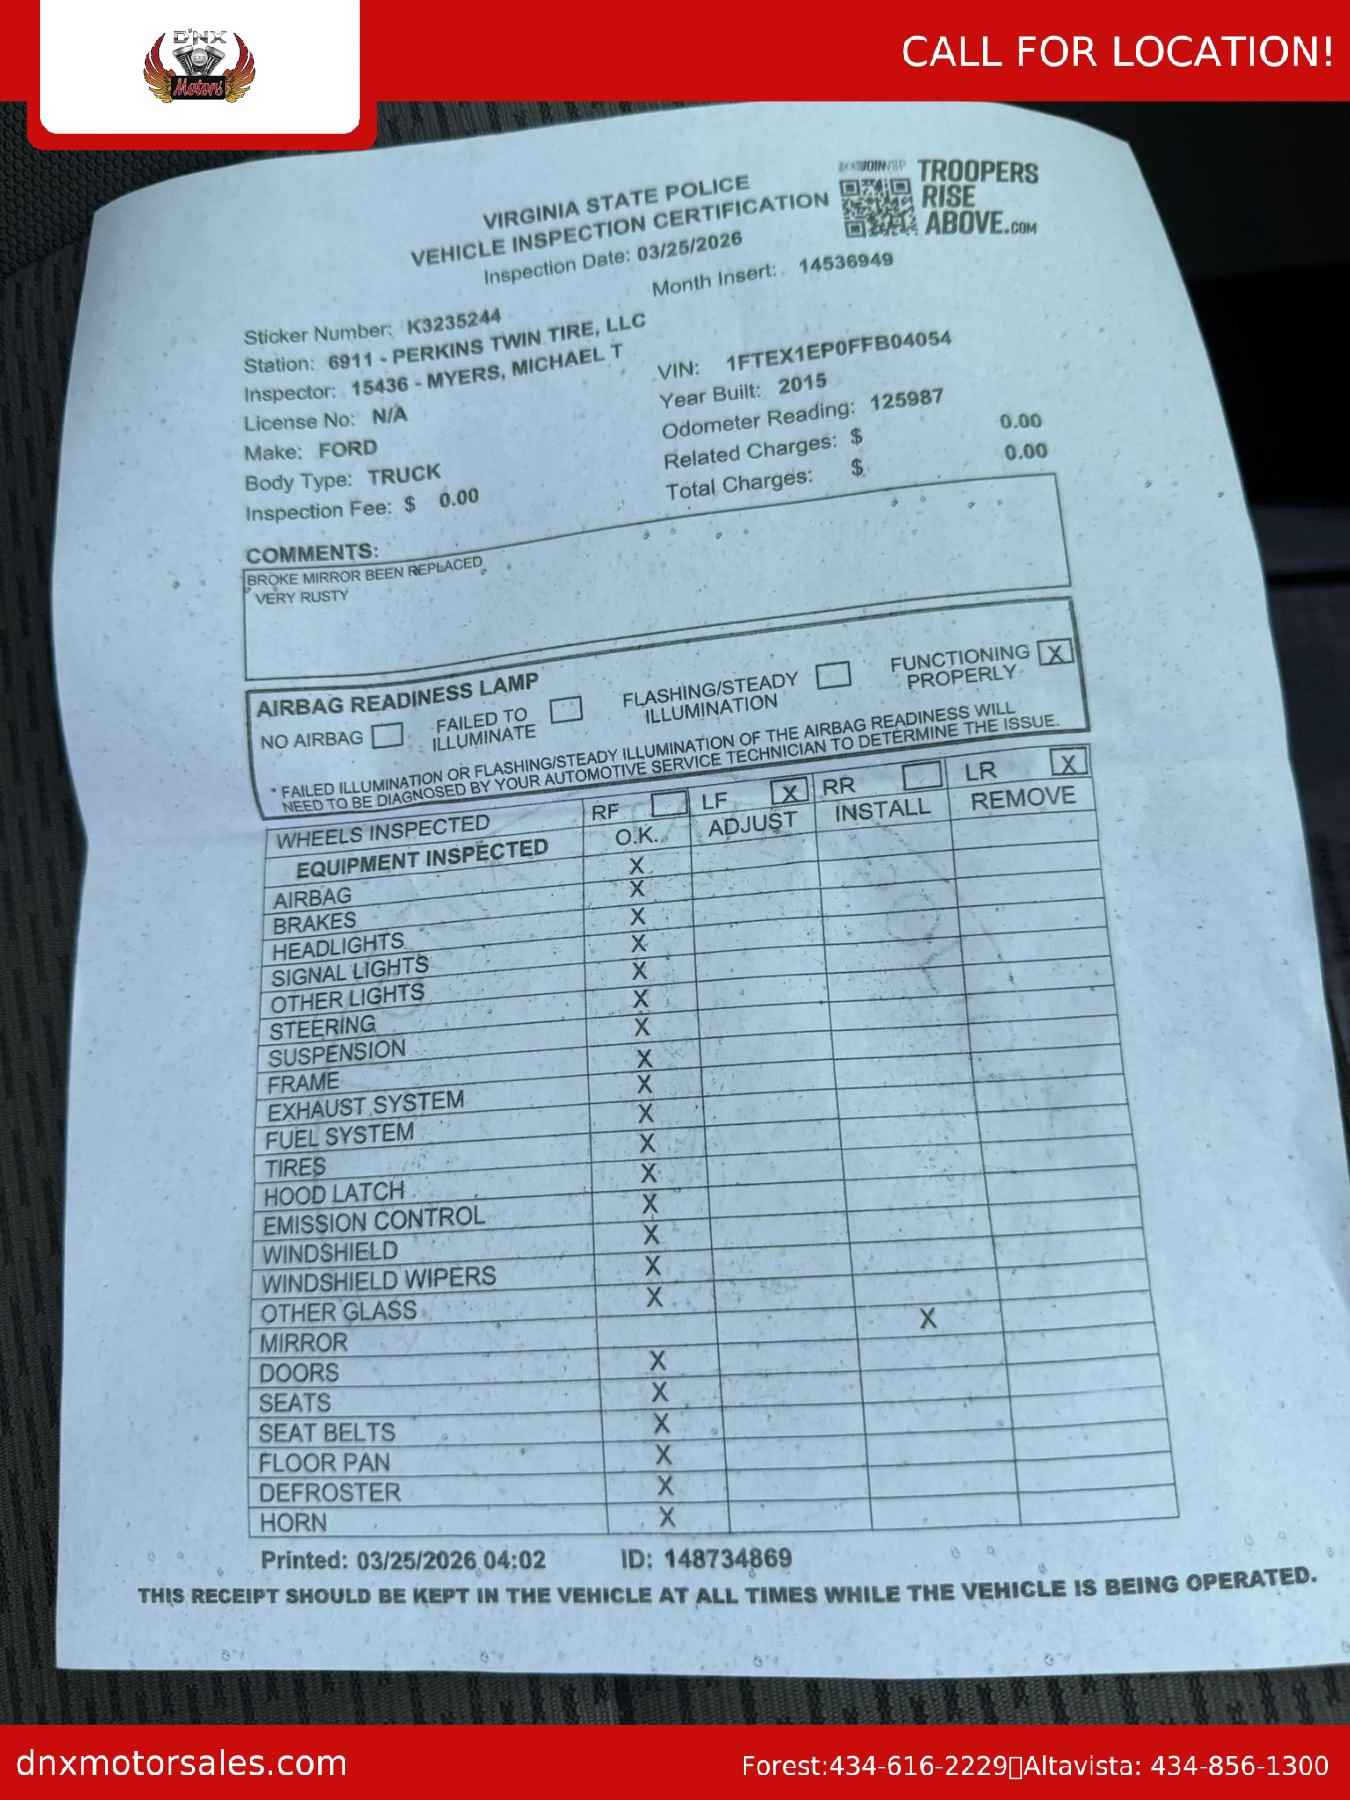 D'NX
Motors
CALL FOR LOCATION!
VIRGINIA STATE POLICE
VEHICLE INSPECTION CERTIFICATION
Inspection Date: 03/25/2026
TROOPERS
RISE
ABOVE.COM
Month Insert: 14536949
Sticker Number: K3235244
Station: 6911 - PERKINS TWIN TIRE, LLC
Inspector: 15436 - MYERS, MICHAEL T
License No: N/A
Make: FORD
Body Type: TRUCK
Inspection Fee: $ 0.00
VIN: 1FTEX1EP0FFB04054
Year Built: 2015
Odometer Reading: 125987
Related Charges: $ 0.00
Total Charges: $ 0.00
COMMENTS:
BROKE MIRROR BEEN REPLACED
VERY RUSTY
AIRBAG READINESS LAMP
NO AIRBAG
FAILED TO
ILLUMINATE
FLASHING/STEADY
ILLUMINATION
FUNCTIONING X
PROPERLY
* FAILED ILLUMINATION OR FLASHING/STEADY ILLUMINATION OF THE AIRBAG READINESS WILL
NEED TO BE DIAGNOSED BY YOUR AUTOMOTIVE SERVICE TECHNICIAN TO DETERMINE THE ISSUE.
WHEELS INSPECTED RF LF X RR LR X
EQUIPMENT INSPECTED O.K. ADJUST INSTALL REMOVE
AIRBAG X
BRAKES X
HEADLIGHTS X
SIGNAL LIGHTS X
OTHER LIGHTS X
STEERING X
SUSPENSION X
FRAME X
EXHAUST SYSTEM X
FUEL SYSTEM X
TIRES X
HOOD LATCH X
EMISSION CONTROL X
WINDSHIELD X
WINDSHIELD WIPERS X
OTHER GLASS X
MIRROR X
DOORS X
SEATS X
SEAT BELTS X
FLOOR PAN X
DEFROSTER X
HORN X
Printed: 03/25/2026 04:02 ID: 148734869
THIS RECEIPT SHOULD BE KEPT IN THE VEHICLE AT ALL TIMES WHILE THE VEHICLE IS BEING OPERATED.
dnxmotorsales.com
Forest:434-616-2229 Altavista: 434-856-1300